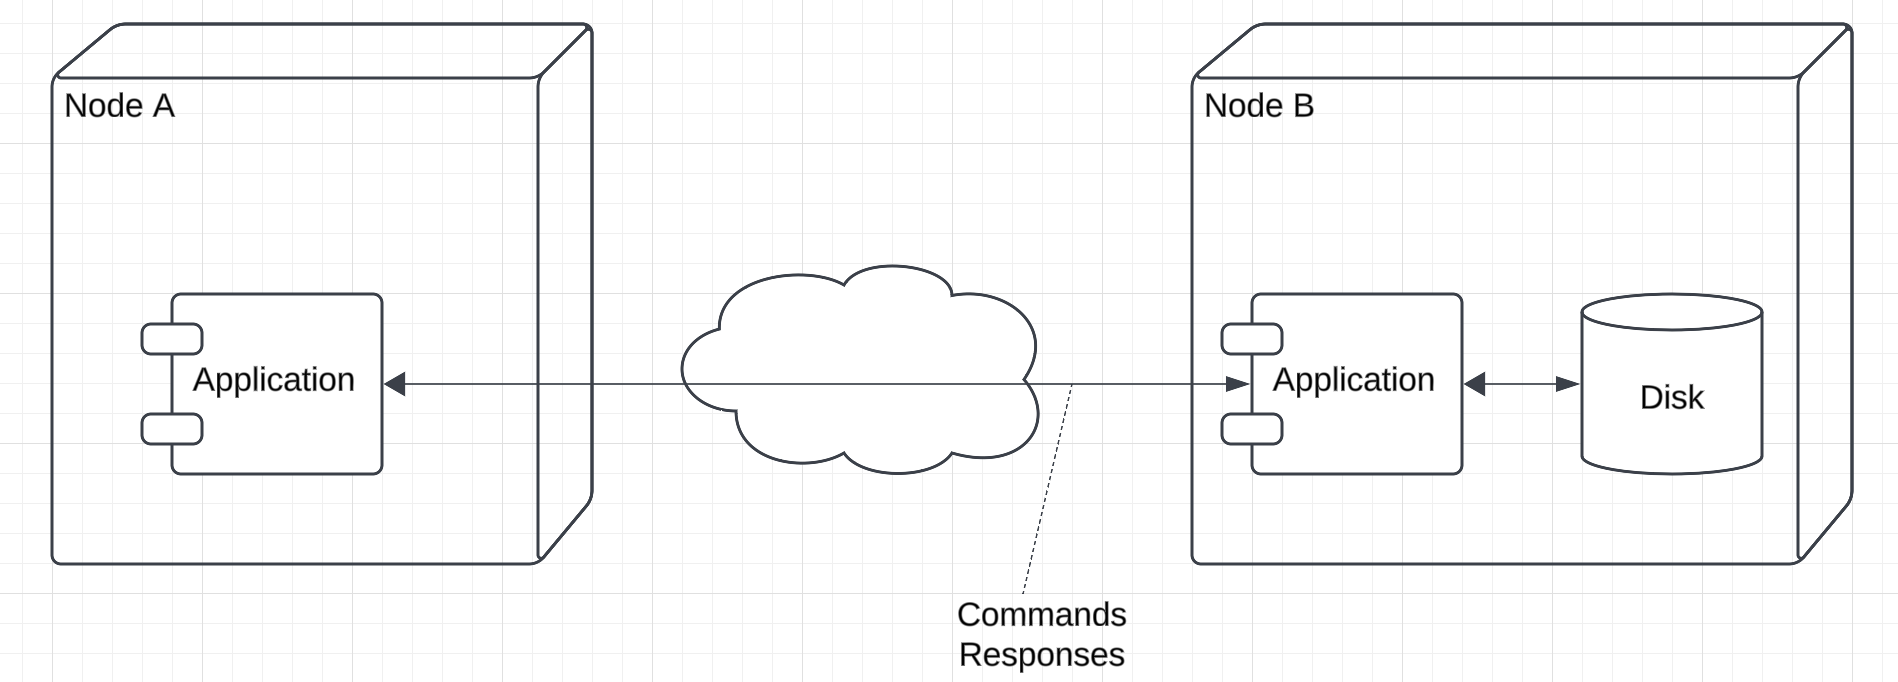 Node A
Node B
Application
Application
Disk
Commands
Responses